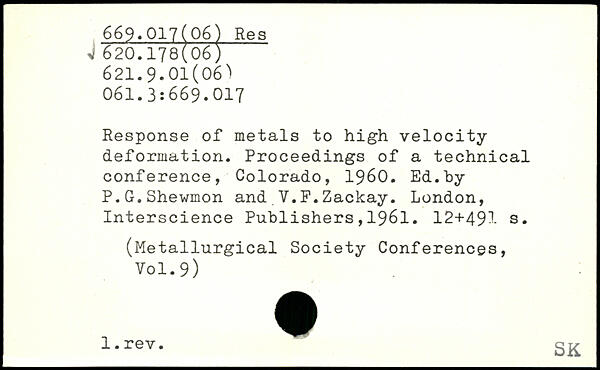 669.017(06) Res
620.178(06)
621.9.01(06)
061.3:669.017
Response of metals to high velocity
deformation. Proceedings of a technical
conference, Colorado, 1960. Ed.by
P.G.Shewmon and V.F.Zackay. London,
Interscience Publishers,1961. 12+491 s.
(Metallurgical Society Conferences,
Vol.9)
1.rev.
SK